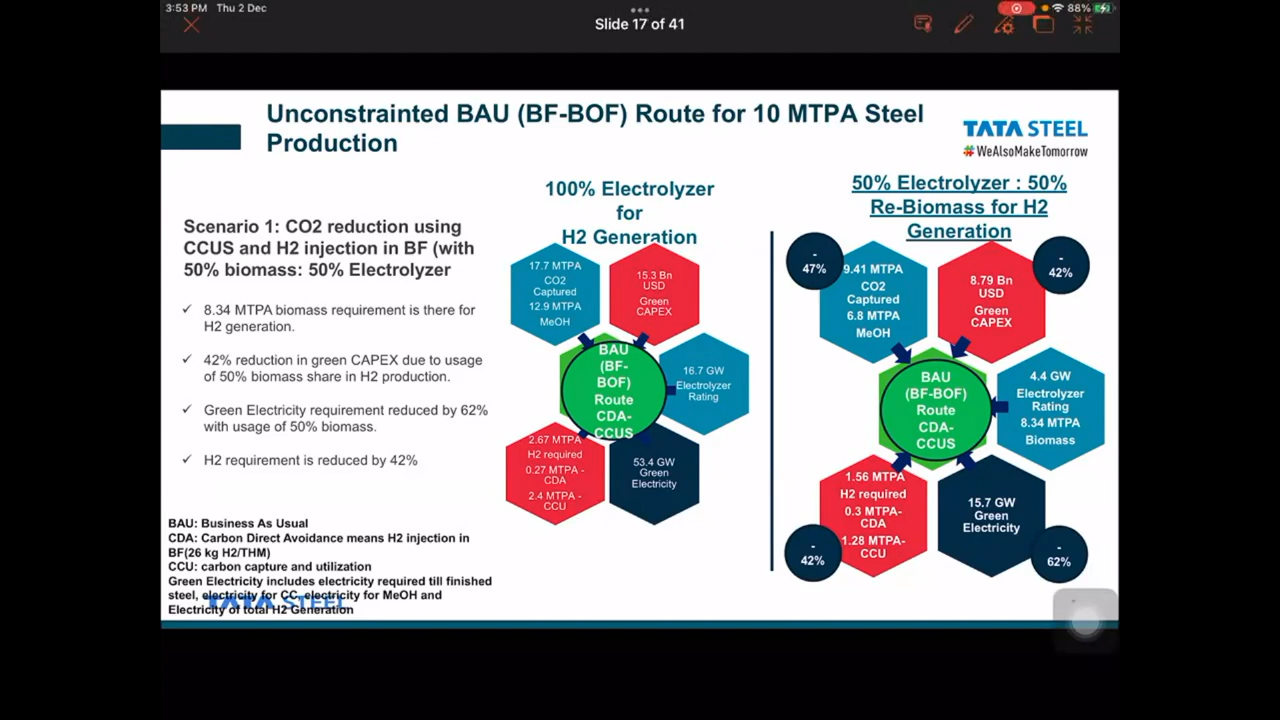 3:53 PM Thu 2 Dec
88%
Slide 17 of 41
Unconstrained BAU (BF-BOF) Route for 10 MTPA Steel
Production
TATA STEEL
#WeAlsoMakeTomorrow
Scenario 1: CO2 reduction using
CCUS and H2 injection in BF (with
50% biomass: 50% Electrolyzer
✓ 8.34 MTPA biomass requirement is there for
H2 generation.
✓ 42% reduction in green CAPEX due to usage
of 50% biomass share in H2 production.
✓ Green Electricity requirement reduced by 62%
with usage of 50% biomass.
✓ H2 requirement is reduced by 42%
BAU: Business As Usual
CDA: Carbon Direct Avoidance means H2 injection in
BF(26 kg H2/THM)
CCU: carbon capture and utilization
Green Electricity includes electricity required till finished
steel, electricity for CC, electricity for MeOH and
Electricity of total H2 Generation
TATA STEEL
100% Electrolyzer
for
H2 Generation
17.7 MTPA
CO2
Captured
12.9 MTPA
MeOH
15.3 Bn
USD
Green
CAPEX
BAU
(BF-
BOF)
Route
CDA-
CCUS
16.7 GW
Electrolyzer
Rating
2.67 MTPA
H2 required
0.27 MTPA -
CDA
2.4 MTPA -
CCU
53.4 GW
Green
Electricity
50% Electrolyzer : 50%
Re-Biomass for H2
Generation
-
47%
9.41 MTPA
CO2
Captured
6.8 MTPA
MeOH
8.79 Bn
USD
Green
CAPEX
-
42%
BAU
(BF-BOF)
Route
CDA-
CCUS
4.4 GW
Electrolyzer
Rating
8.34 MTPA
Biomass
1.56 MTPA
H2 required
0.3 MTPA-
CDA
1.28 MTPA-
CCU
-
42%
15.7 GW
Green
Electricity
-
62%